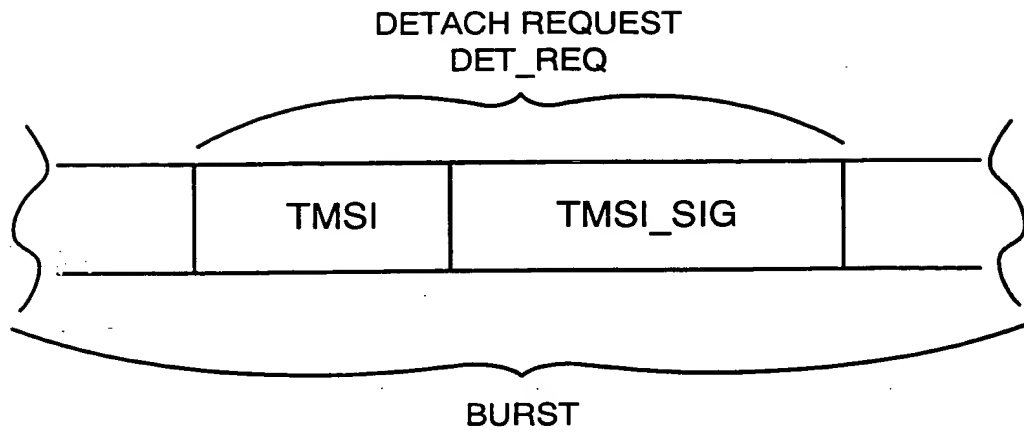 DETACH REQUEST
DET_REQ
TMSI
TMSI_SIG
BURST